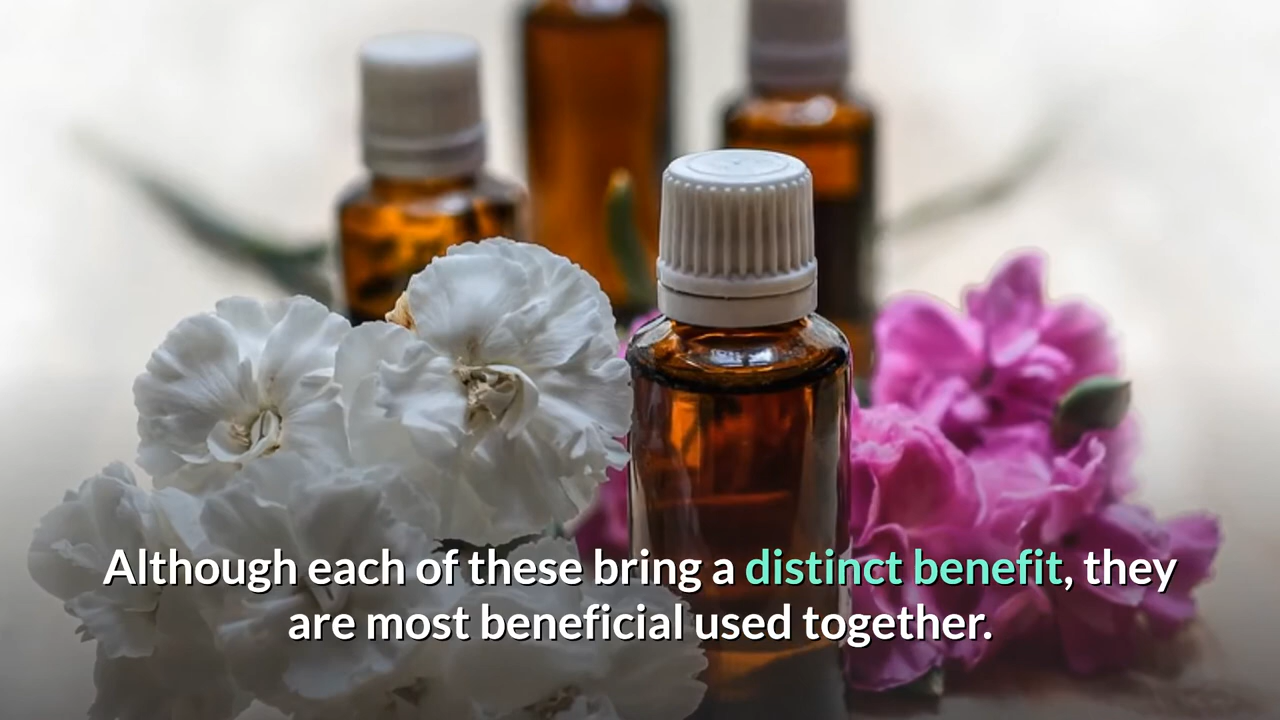 Although each of these bring a distinct benefit, they
are most beneficial used together.